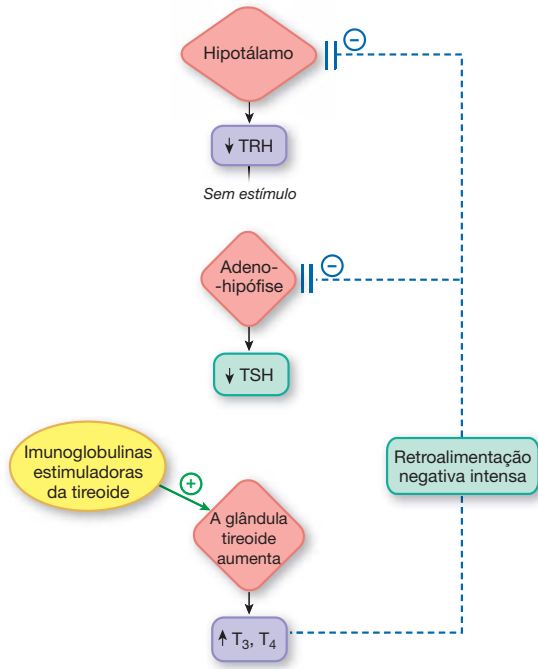 Hipotálamo
−
↓ TRH
Sem estímulo
−
Adeno-
-hipófise
↓ TSH
Imunoglobulinas
estimuladoras
da tireoide
+
Retroalimentação
negativa intensa
A glândula
tireoide
aumenta
↑ T₃, T₄